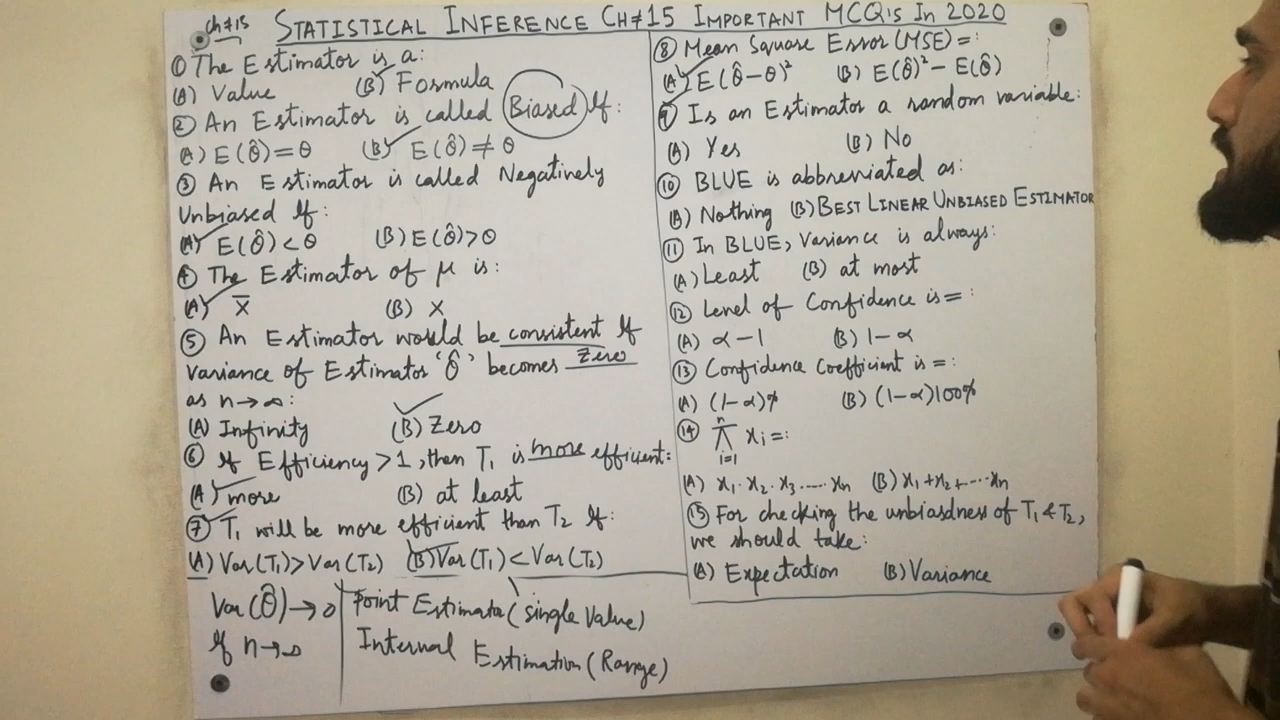 Ch#15
STATISTICAL INFERENCE CH#15 IMPORTANT MCQ's In 2020
① The Estimator is a:
(A) Value (B) Formula
② An Estimator is called Biased If:
(A) E(θ̂)=θ (B) E(θ̂)≠θ
③ An Estimator is called Negatively
Unbiased If:
(A) E(θ̂)<θ (B) E(θ̂)>θ
④ The Estimator of μ is:
(A) X̄ (B) X
⑤ An Estimator would be consistent If
variance of Estimator 'θ̂' becomes Zero
as n→∞:
(A) Infinity (B) Zero
⑥ If Efficiency >1, then T₁ is more efficient:
(A) more (B) at least
⑦ T₁ will be more efficient than T₂ If:
(A) Var(T₁)>Var(T₂) (B) Var(T₁)<Var(T₂)
Var(θ̂)→0
If n→∞
Point Estimate (single Value)
Interval Estimation (Range)
⑧ Mean Square Error (MSE)=:
(A) E(θ̂-θ)² (B) E(θ̂)²-E(θ̂)
⑨ Is an Estimator a random variable:
(A) Yes (B) No
⑩ BLUE is abbreviated as:
(A) Nothing (B) BEST LINEAR UNBIASED ESTIMATOR
⑪ In BLUE, Variance is always:
(A) Least (B) at most
⑫ Level of Confidence is=:
(A) α-1 (B) 1-α
⑬ Confidence Coefficient is=:
(A) (1-α)% (B) (1-α)100%
⑭ n π i=1 xi=:
(A) x₁.x₂.x₃.....xn (B) x₁+x₂+....xn
⑮ For checking the unbiasdness of T₁ & T₂,
we should take:
(A) Expectation (B) Variance